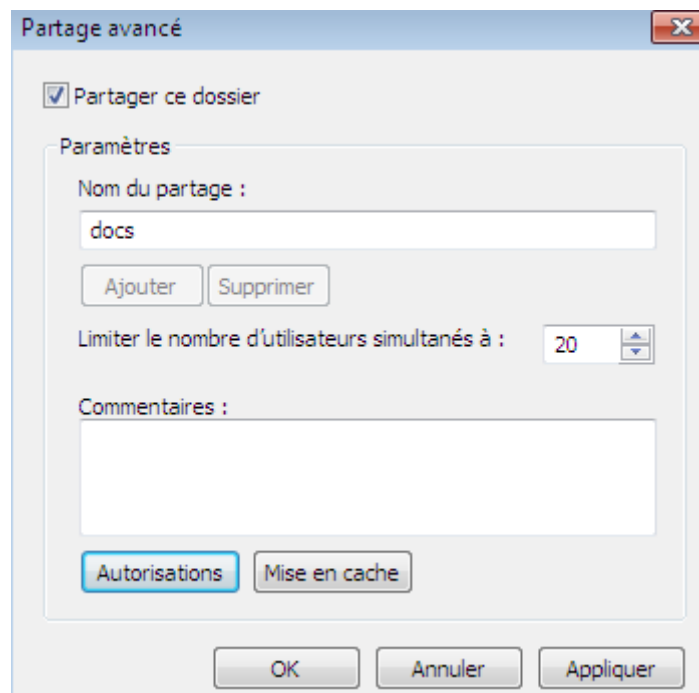 Partage avancé
Partager ce dossier
Paramètres
Nom du partage :
docs
Ajouter Supprimer
Limiter le nombre d'utilisateurs simultanés à : 20
Commentaires :
Autorisations Mise en cache
OK Annuler Appliquer